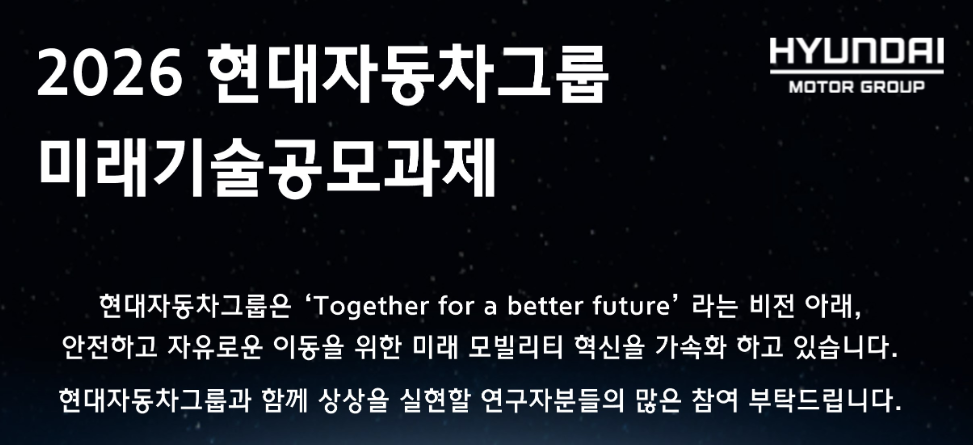 2026 현대자동차그룹
미래기술공모과제
HYUNDAI
MOTOR GROUP
현대자동차그룹은 ‘Together for a better future’ 라는 비전 아래,
안전하고 자유로운 이동을 위한 미래 모빌리티 혁신을 가속화 하고 있습니다.
현대자동차그룹과 함께 상상을 실현할 연구자분들의 많은 참여 부탁드립니다.